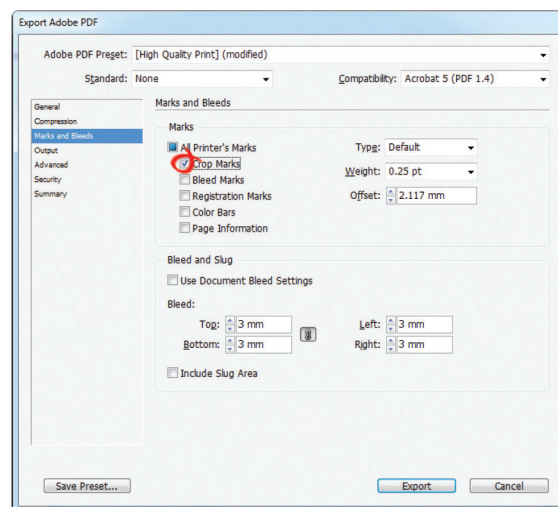 Export Adobe PDF
Adobe PDF Preset: [High Quality Print] (modified)
Standard: None Compatibility: Acrobat 5 (PDF 1.4)
General
Compression
Marks and Bleeds
Output
Advanced
Security
Summary
Marks and Bleeds
Marks
All Printer's Marks
Crop Marks
Bleed Marks
Registration Marks
Color Bars
Page Information
Type: Default
Weight: 0.25 pt
Offset: 2.117 mm
Bleed and Slug
Use Document Bleed Settings
Bleed:
Top: 3 mm Left: 3 mm
Bottom: 3 mm Right: 3 mm
Include Slug Area
Save Preset... Export Cancel